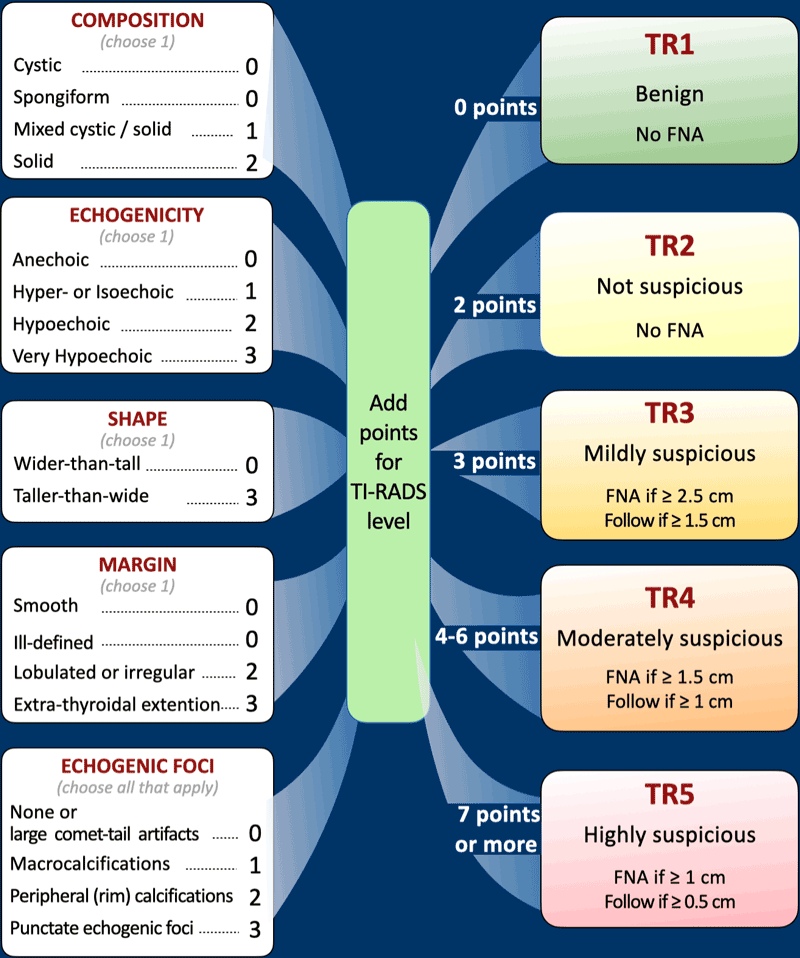 COMPOSITION
(choose 1)
Cystic ........................ 0
Spongiform .................... 0
Mixed cystic / solid ......... 1
Solid ........................ 2
ECHOGENICITY
(choose 1)
Anechoic ........................ 0
Hyper- or Isoechoic .............. 1
Hypoechoic ........................ 2
Very Hypoechoic .................. 3
SHAPE
(choose 1)
Wider-than-tall .................. 0
Taller-than-wide ................ 3
MARGIN
(choose 1)
Smooth ........................ 0
Ill-defined ........................ 0
Lobulated or irregular ......... 2
Extra-thyroidal extention..... 3
ECHOGENIC FOCI
(choose all that apply)
None or
large comet-tail artifacts ...... 0
Macrocalcifications ............ 1
Peripheral (rim) calcifications 2
Punctate echogenic foci ......... 3
Add
points
for
TI-RADS
level
0 points
TR1
Benign
No FNA
2 points
TR2
Not suspicious
No FNA
3 points
TR3
Mildly suspicious
FNA if ≥ 2.5 cm
Follow if ≥ 1.5 cm
4-6 points
TR4
Moderately suspicious
FNA if ≥ 1.5 cm
Follow if ≥ 1 cm
7 points
or more
TR5
Highly suspicious
FNA if ≥ 1 cm
Follow if ≥ 0.5 cm